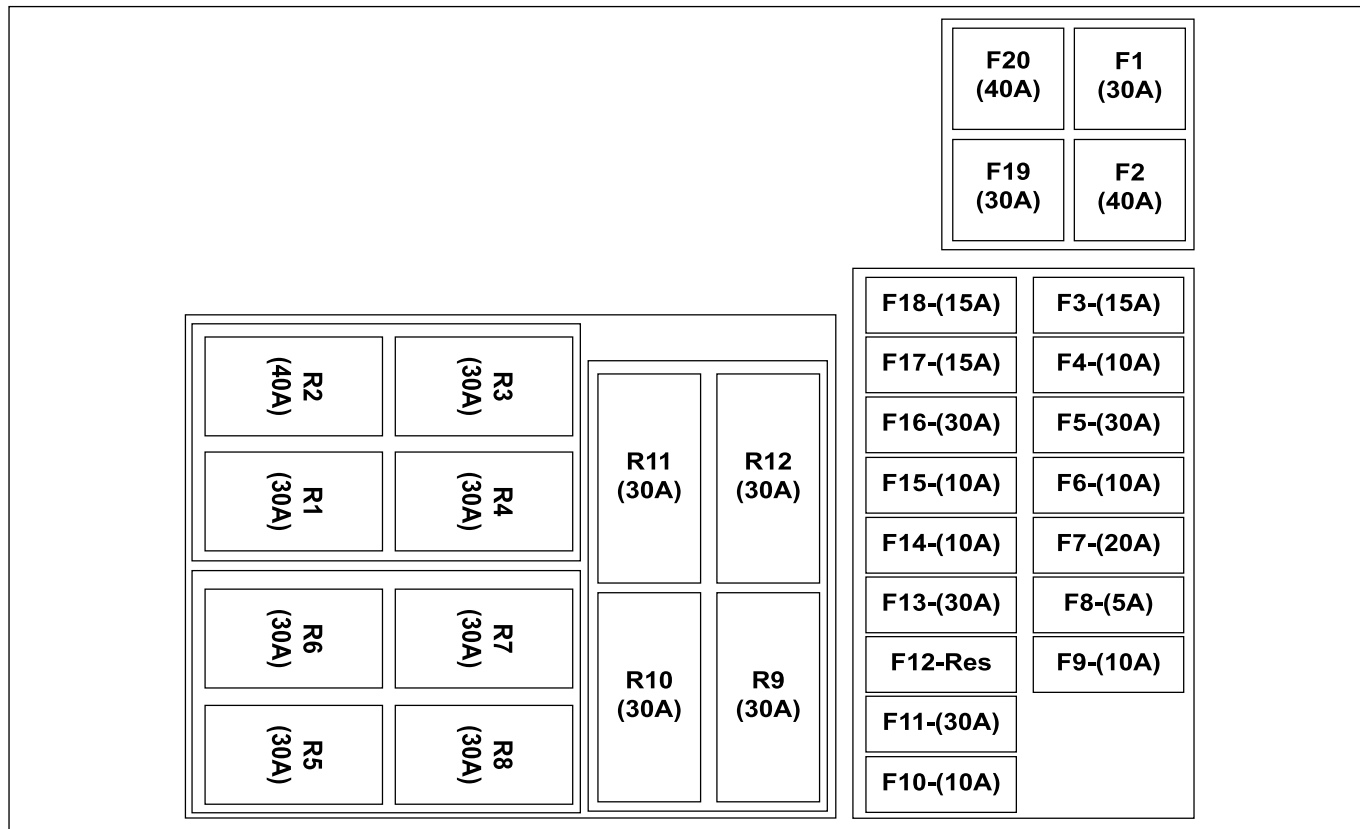 F20
(40A)
F1
(30A)
F19
(30A)
F2
(40A)
R2
(40A)
R3
(30A)
R1
(30A)
R4
(30A)
R6
(30A)
R7
(30A)
R5
(30A)
R8
(30A)
R11
(30A)
R12
(30A)
R10
(30A)
R9
(30A)
F18-(15A)
F3-(15A)
F17-(15A)
F4-(10A)
F16-(30A)
F5-(30A)
F15-(10A)
F6-(10A)
F14-(10A)
F7-(20A)
F13-(30A)
F8-(5A)
F12-Res
F9-(10A)
F11-(30A)
F10-(10A)